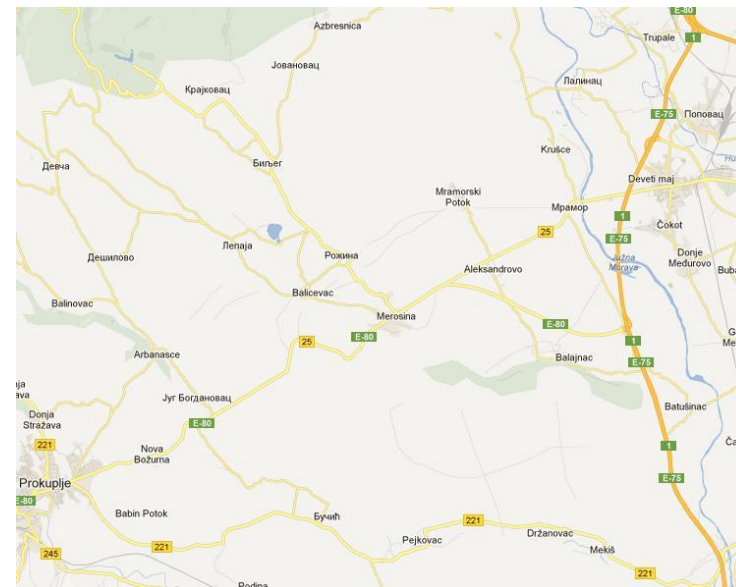 E-80
Azbresnica
Trupale
1
Јовановац
Лалинац
Крајковац
E-75
Поповац
Крušce
Биљег
Девча
Deveti maj
Mramorski
Potok
Мрамор
1
Čokot
25
E-75
Лепаја
Рожина
Donje
Međurovo
Дешилово
Južna
Morava
Aleksandrovo
Balicevac
Balinovac
Merosina
E-80
E-80
25
1
Arbanasce
Balajnac
E-75
Југ Богдановац
Batušinac
Donja
Stražava
E-80
221
1
Nova
Božurna
E-75
Prokuplje
E-80
Babin Potok
Бучић
221
Držanovac
221
Pejkovac
Mekiš
245
221